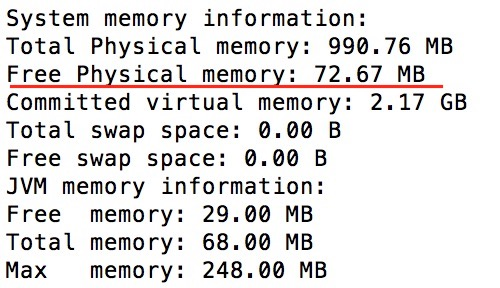 System memory information:
Total Physical memory: 990.76 MB
Free Physical memory: 72.67 MB
Committed virtual memory: 2.17 GB
Total swap space: 0.00 B
Free swap space: 0.00 B
JVM memory information:
Free  memory: 29.00 MB
Total memory: 68.00 MB
Max   memory: 248.00 MB